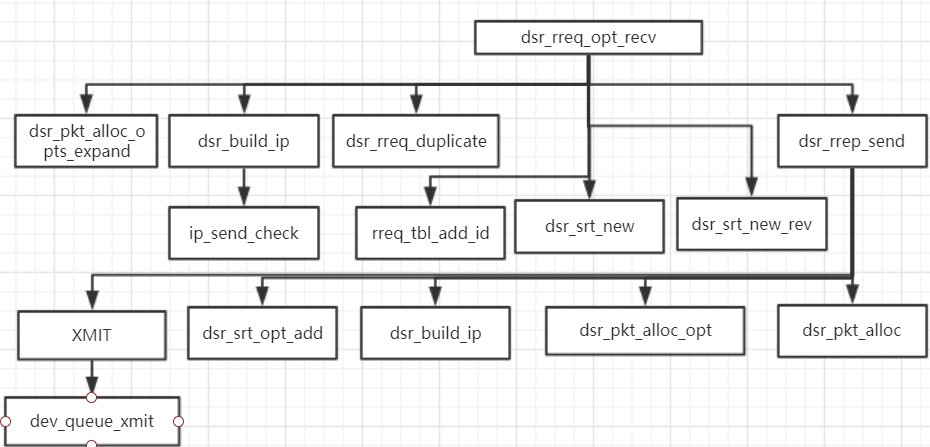 dsr_rreq_opt_recv
dsr_pkt_alloc_o
pts_expand
dsr_build_ip
dsr_rreq_duplicate
dsr_rrep_send
ip_send_check
rreq_tbl_add_id
dsr_srt_new
dsr_srt_new_rev
XMIT
dsr_srt_opt_add
dsr_build_ip
dsr_pkt_alloc_opt
dsr_pkt_alloc
dev_queue_xmit